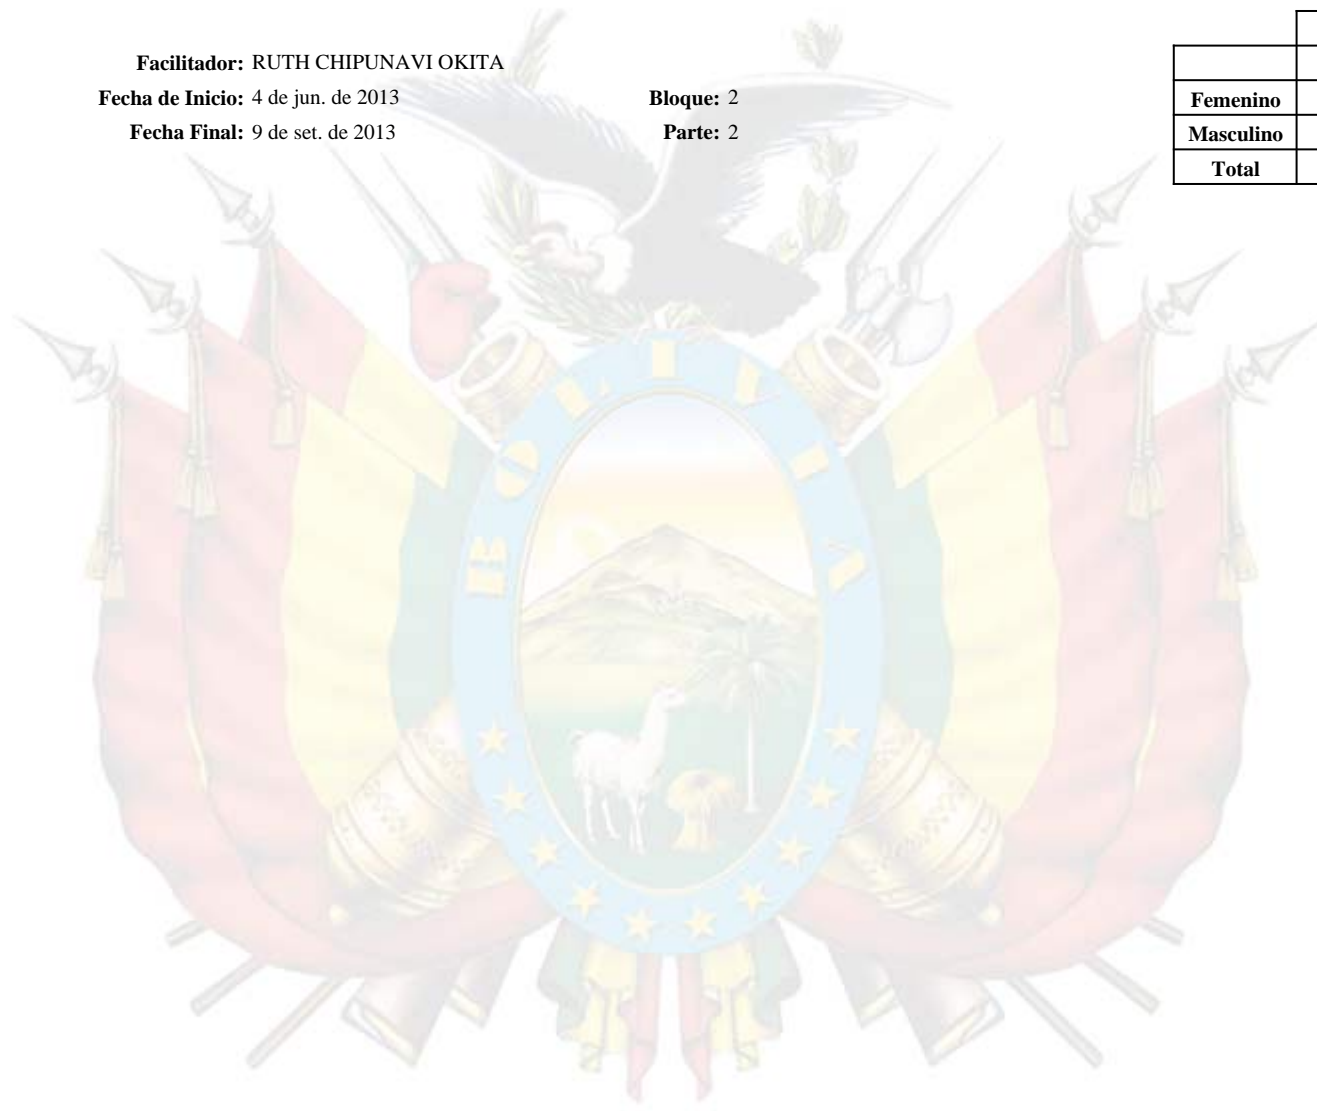 Facilitador: RUTH CHIPUNAVI OKITA
Fecha de Inicio: 4 de jun. de 2013 Bloque: 2
Femenino
Fecha Final: 9 de set. de 2013 Parte: 2
Masculino
Total
BOLIVIA